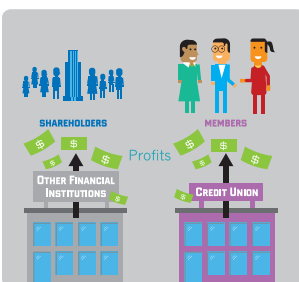 SHAREHOLDERS
MEMBERS
$ $ $ $
$ $ $ $
Profits
OTHER FINANCIAL
INSTITUTIONS
$
CREDIT UNION
$